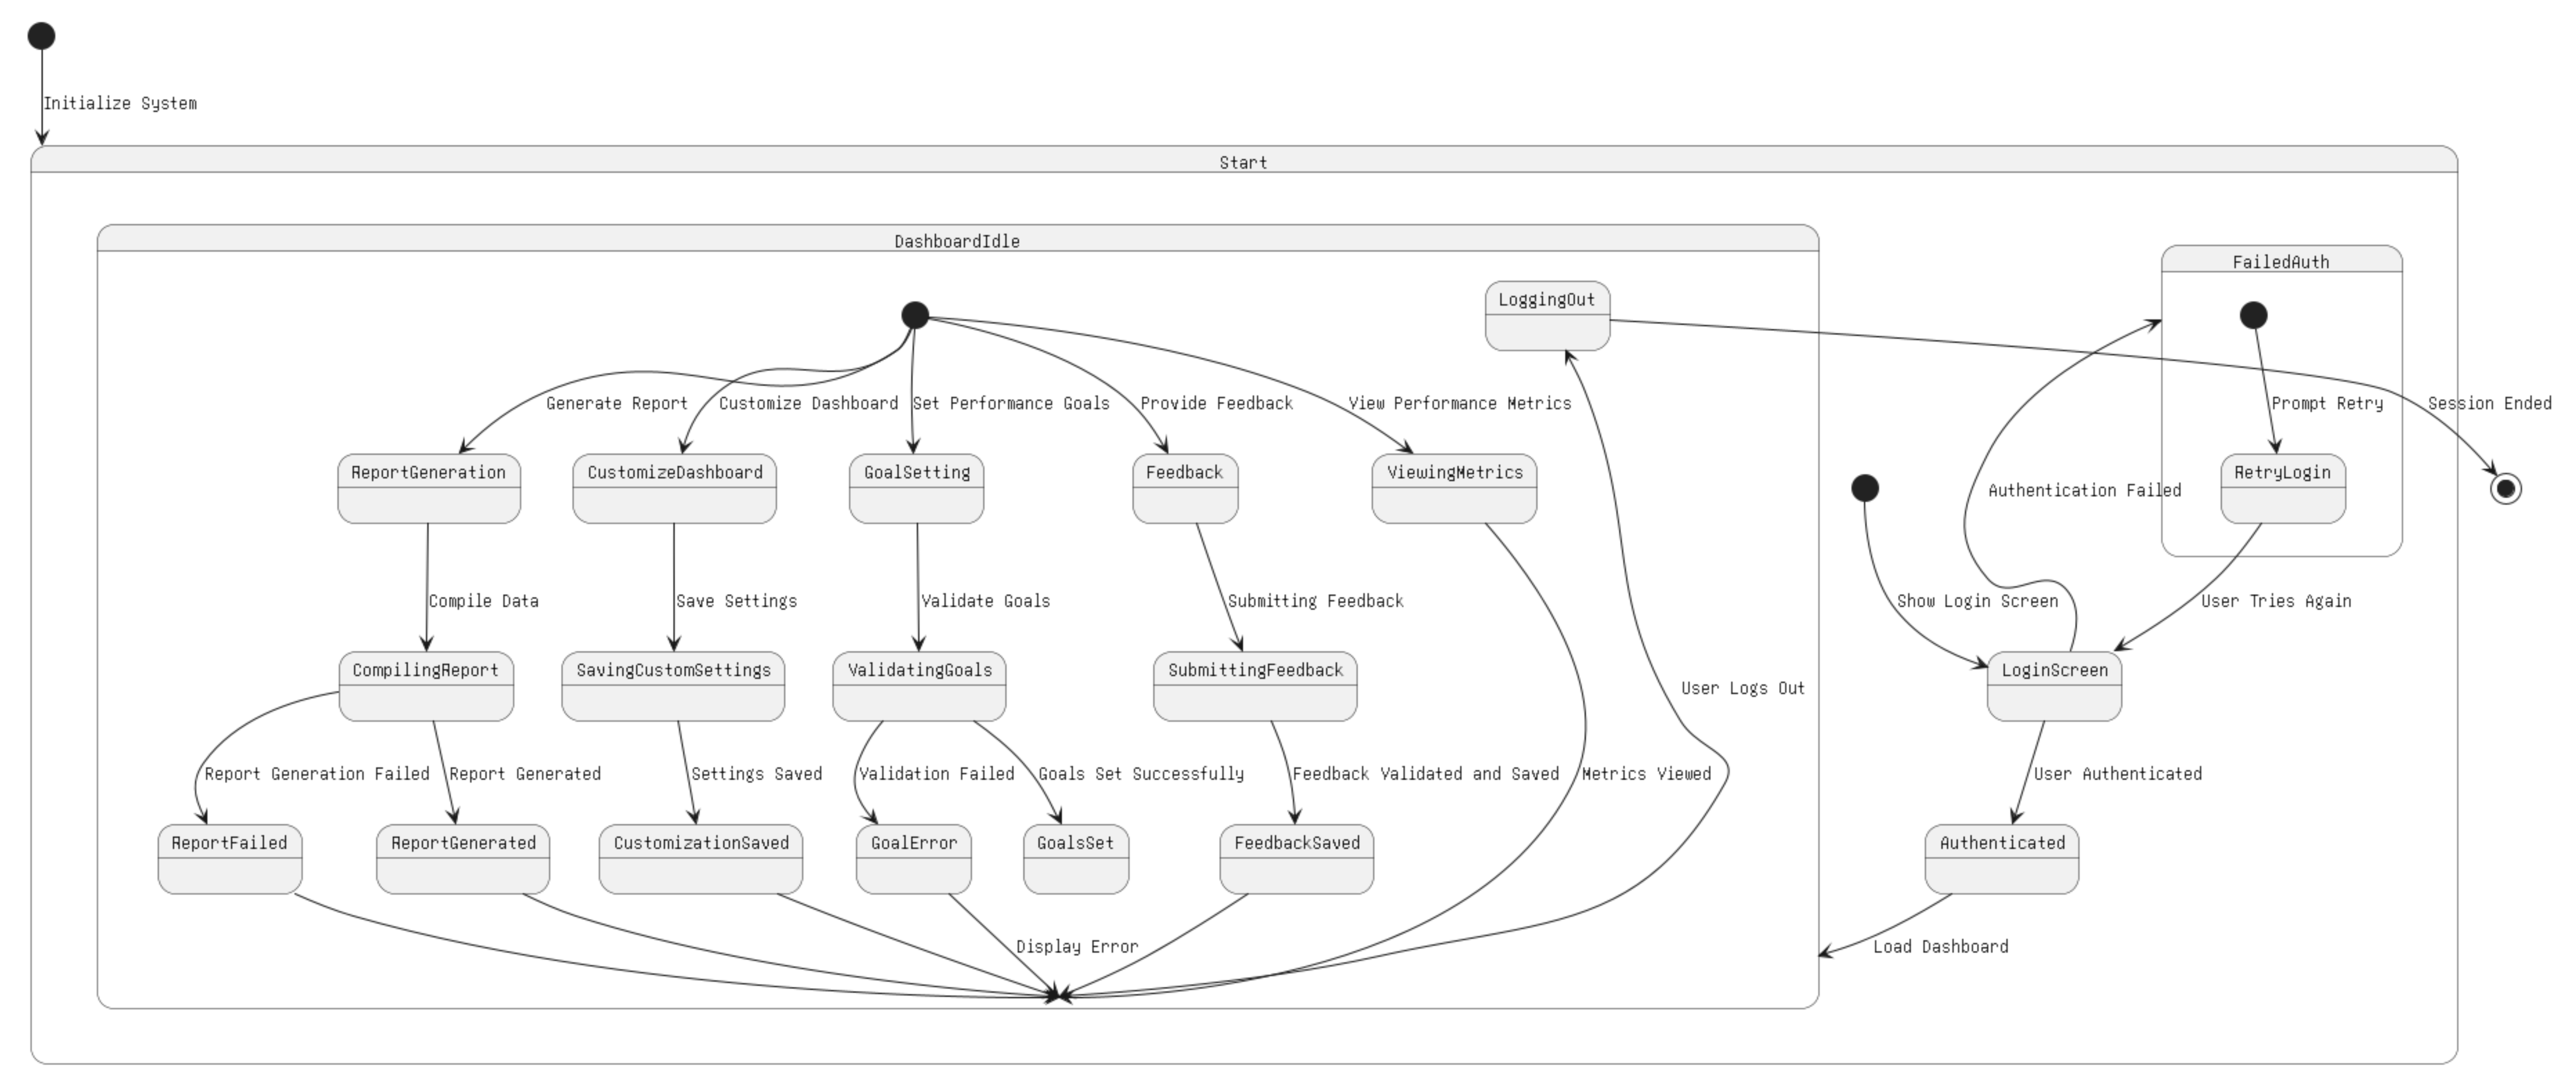 Initialize System
Start
DashboardIdle
FailedAuth
LoggingOut
Generate Report
Customize Dashboard
Set Performance Goals
Provide Feedback
View Performance Metrics
Prompt Retry
Session Ended
ReportGeneration
CustomizeDashboard
GoalSetting
Feedback
ViewingMetrics
RetryLogin
Authentication Failed
Compile Data
Save Settings
Validate Goals
Submitting Feedback
Show Login Screen
User Tries Again
CompilingReport
SavingCustomSettings
ValidatingGoals
SubmittingFeedback
LoginScreen
User Logs Out
Report Generation Failed
Report Generated
Settings Saved
Validation Failed
Goals Set Successfully
Feedback Validated and Saved
Metrics Viewed
User Authenticated
ReportFailed
ReportGenerated
CustomizationSaved
GoalError
GoalsSet
FeedbackSaved
Authenticated
Display Error
Load Dashboard